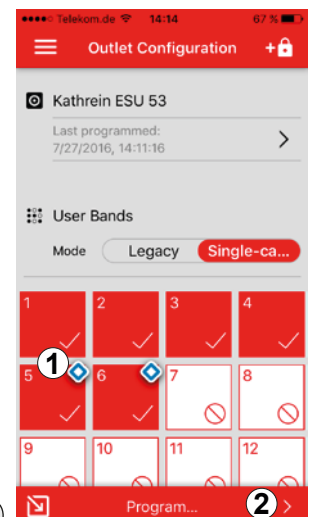 Telekom.de 14:14 67 %
Outlet Configuration +
Kathrein ESU 53
Last programmed:
7/27/2016, 14:11:16
User Bands
Mode Legacy Single-ca...
1 2 3 4
1
5 6 7 8
9 10 11 12
Program... 2
)